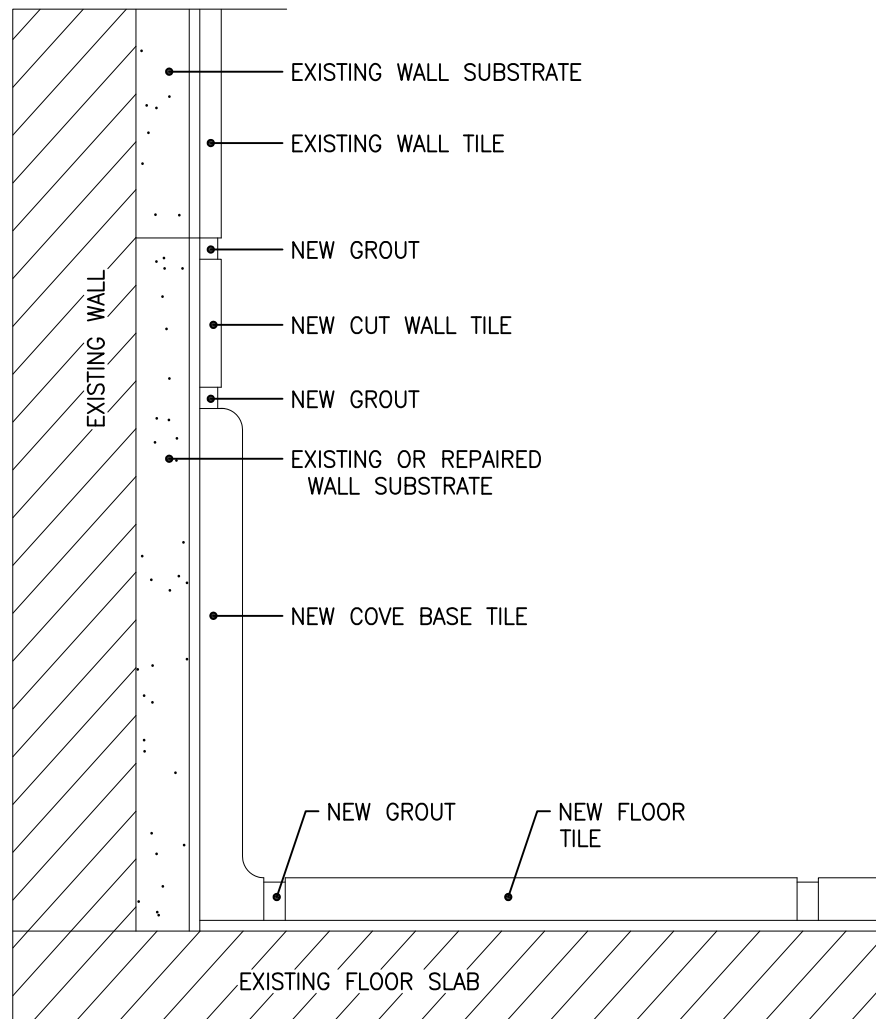 EXISTING WALL SUBSTRATE
EXISTING WALL TILE
NEW GROUT
EXISTING WALL
NEW CUT WALL TILE
NEW GROUT
EXISTING OR REPAIRED
WALL SUBSTRATE
NEW COVE BASE TILE
NEW GROUT
NEW FLOOR
TILE
EXISTING FLOOR SLAB